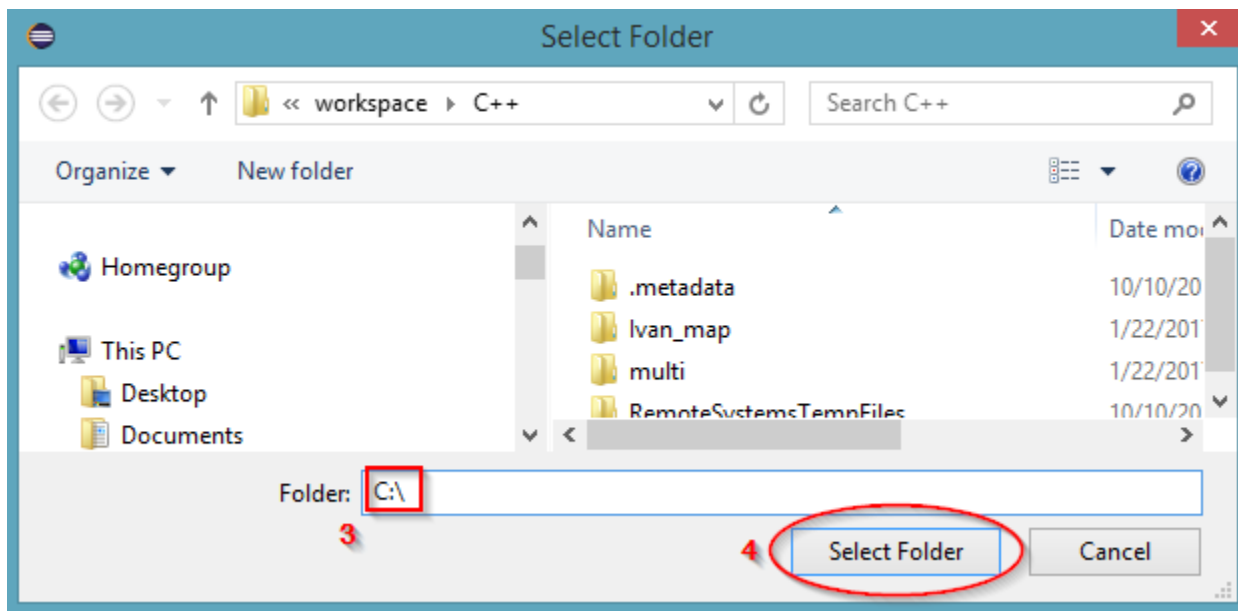 Select Folder
« workspace C++
Search C++
Organize
New folder
Homegroup
This PC
Desktop
Documents
Name
Date mo
.metadata
10/10/20
Ivan_map
1/22/201
multi
1/22/201
RemoteSystemsTempFiles
10/10/20
Folder: C:\
3
4
Select Folder
Cancel